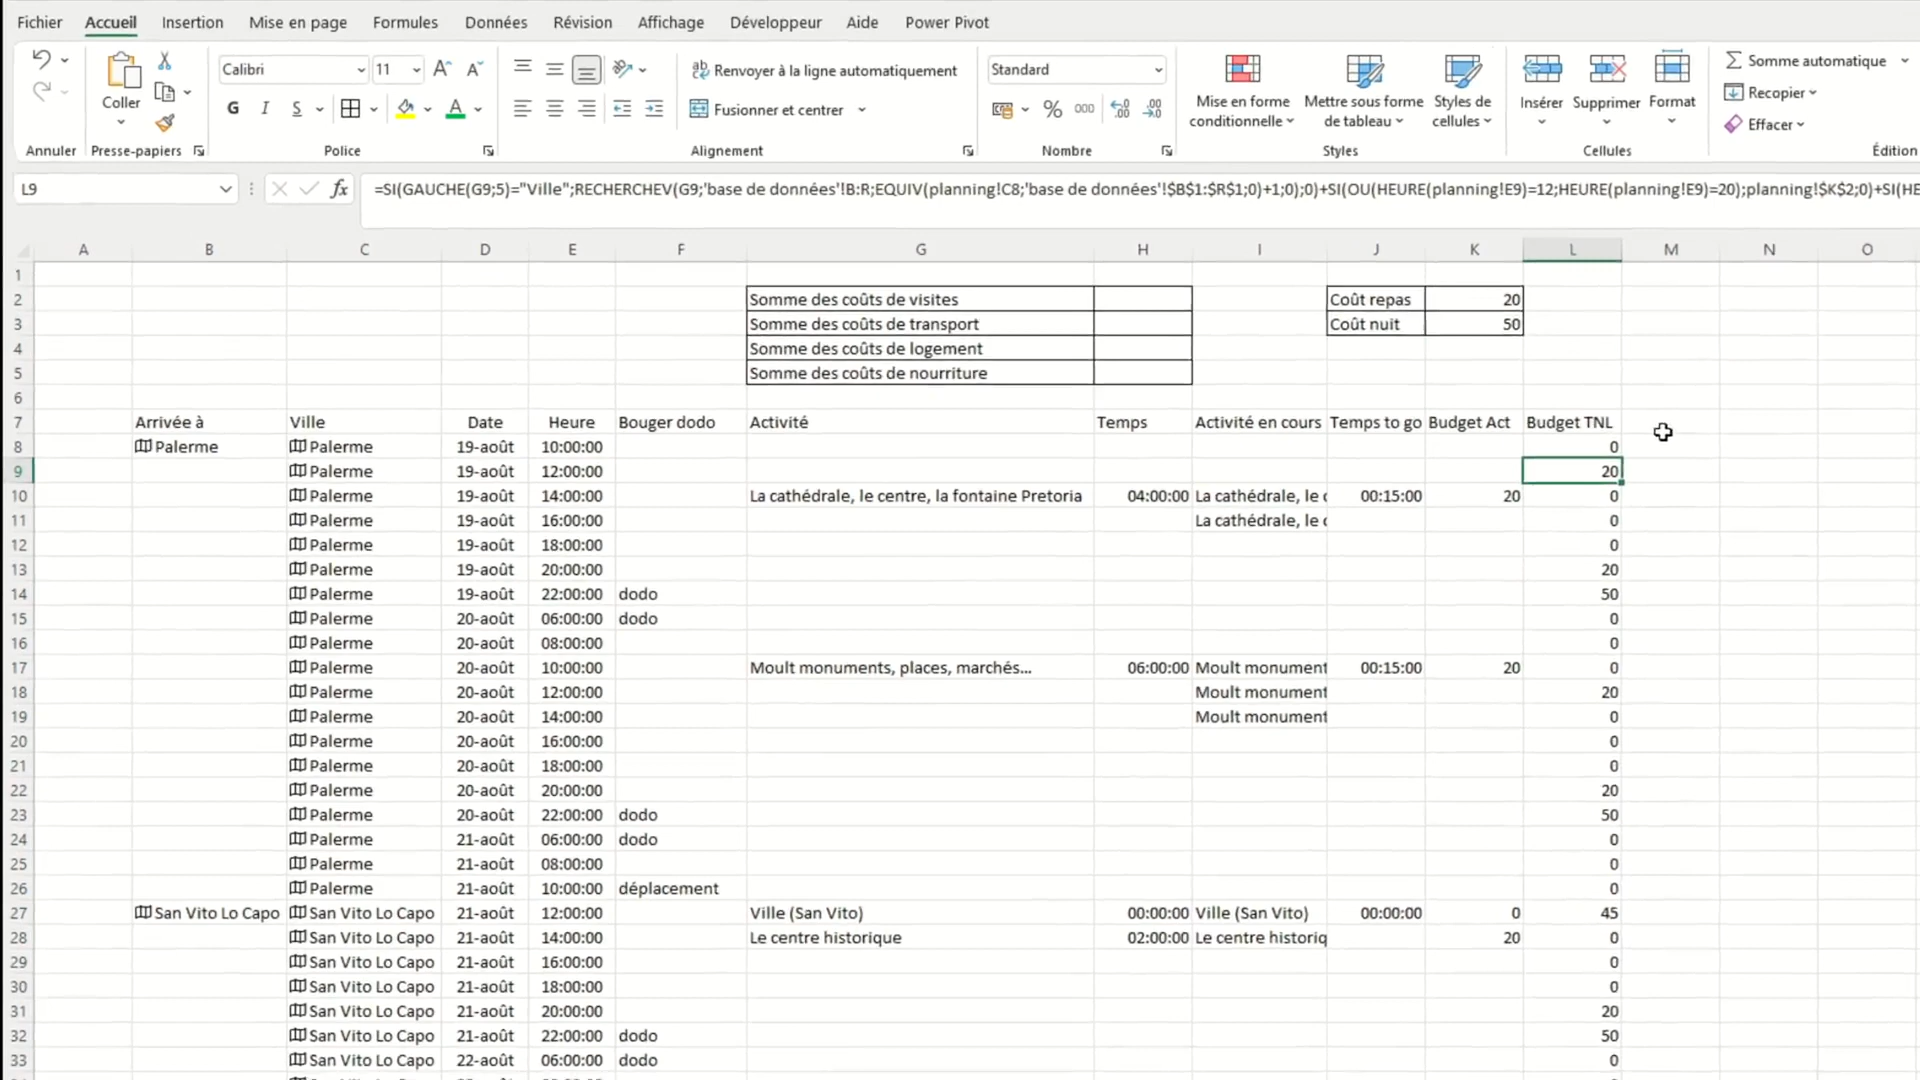 Fichier Accueil Insertion Mise en page Formules Données Révision Affichage Développeur Aide Power Pivot
Calibri 11 Renvoyer à la ligne automatiquement Standard Somme automatique
Coller G I S Fusionner et centrer % 000 Mise en forme conditionnelle Mettre sous forme de tableau Styles de cellules Insérer Supprimer Format Recopier
Effacer
Annuler Presse-papiers Police Alignement Nombre Styles Cellules Édition
L9 fx =SI(GAUCHE(G9;5)="Ville";RECHERCHEV(G9;'base de données'!B:R;EQUIV(planning!C8;'base de données'!$B$1:$R$1;0)+1;0);0)+SI(OU(HEURE(planning!E9)=12;HEURE(planning!E9)=20);planning!$K$2;0)+SI(HE
A B C D E F G H I J K L M N O
1
2 Somme des coûts de visites Coût repas 20
3 Somme des coûts de transport Coût nuit 50
4 Somme des coûts de logement
5 Somme des coûts de nourriture
6
7 Arrivée à Ville Date Heure Bouger dodo Activité Temps Activité en cours Temps to go Budget Act Budget TNL
8 Palerme Palerme 19-août 10:00:00 0
9 Palerme 19-août 12:00:00 20
10 Palerme 19-août 14:00:00 La cathédrale, le centre, la fontaine Pretoria 04:00:00 La cathédrale, le 00:15:00 20 0
11 Palerme 19-août 16:00:00 La cathédrale, le 0
12 Palerme 19-août 18:00:00 0
13 Palerme 19-août 20:00:00 20
14 Palerme 19-août 22:00:00 dodo 50
15 Palerme 20-août 06:00:00 dodo 0
16 Palerme 20-août 08:00:00 0
17 Palerme 20-août 10:00:00 Moult monuments, places, marchés... 06:00:00 Moult monument 00:15:00 20 0
18 Palerme 20-août 12:00:00 Moult monument 20
19 Palerme 20-août 14:00:00 Moult monument 0
20 Palerme 20-août 16:00:00 0
21 Palerme 20-août 18:00:00 0
22 Palerme 20-août 20:00:00 20
23 Palerme 20-août 22:00:00 dodo 50
24 Palerme 21-août 06:00:00 dodo 0
25 Palerme 21-août 08:00:00 0
26 Palerme 21-août 10:00:00 déplacement 0
27 San Vito Lo Capo San Vito Lo Capo 21-août 12:00:00 Ville (San Vito) 00:00:00 Ville (San Vito) 00:00:00 0 45
28 San Vito Lo Capo 21-août 14:00:00 Le centre historique 02:00:00 Le centre historiq 20 0
29 San Vito Lo Capo 21-août 16:00:00 0
30 San Vito Lo Capo 21-août 18:00:00 0
31 San Vito Lo Capo 21-août 20:00:00 20
32 San Vito Lo Capo 21-août 22:00:00 dodo 50
33 San Vito Lo Capo 22-août 06:00:00 dodo 0